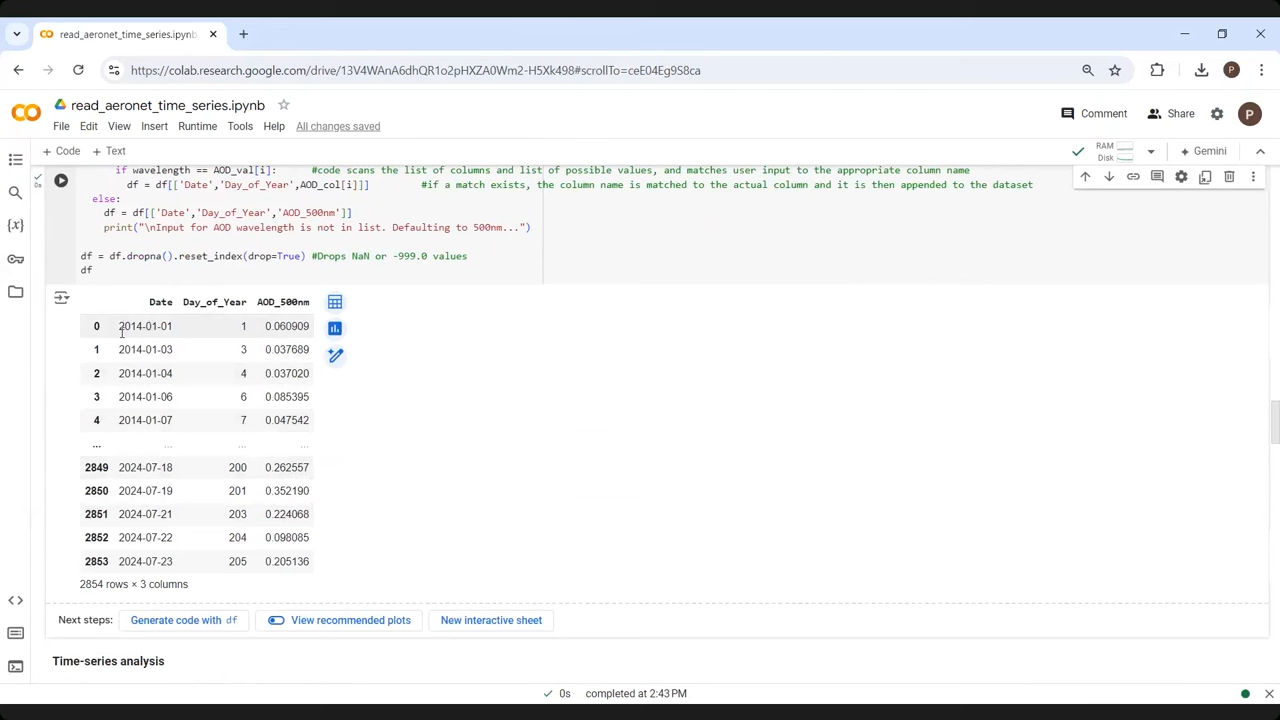 read_aeronet_time_series.ipynb
https://colab.research.google.com/drive/13V4WAnA6dhQR1o2pHXZA0Wm2-H5Xk498#scrollTo=ceE04Eg9S8ca
P
read_aeronet_time_series.ipynb
File Edit View Insert Runtime Tools Help All changes saved
Comment Share P
+ Code + Text
RAM Disk Gemini
0s
if wavelength == AOD_val[i]: #code scans the list of columns and list of possible values, and matches user input to the appropriate column name
df = df[['Date','Day_of_Year',AOD_col[i]]] #if a match exists, the column name is matched to the actual column and it is then appended to the dataset
else:
df = df[['Date','Day_of_Year','AOD_500nm']]
print("\nInput for AOD wavelength is not in list. Defaulting to 500nm...")
df = df.dropna().reset_index(drop=True) #Drops NaN or -999.0 values
df
Date Day_of_Year AOD_500nm
0 2014-01-01 1 0.060909
1 2014-01-03 3 0.037689
2 2014-01-04 4 0.037020
3 2014-01-06 6 0.085395
4 2014-01-07 7 0.047542
... ... ... ...
2849 2024-07-18 200 0.262557
2850 2024-07-19 201 0.352190
2851 2024-07-21 203 0.224068
2852 2024-07-22 204 0.098085
2853 2024-07-23 205 0.205136
2854 rows × 3 columns
Next steps: Generate code with df View recommended plots New interactive sheet
Time-series analysis
0s completed at 2:43 PM